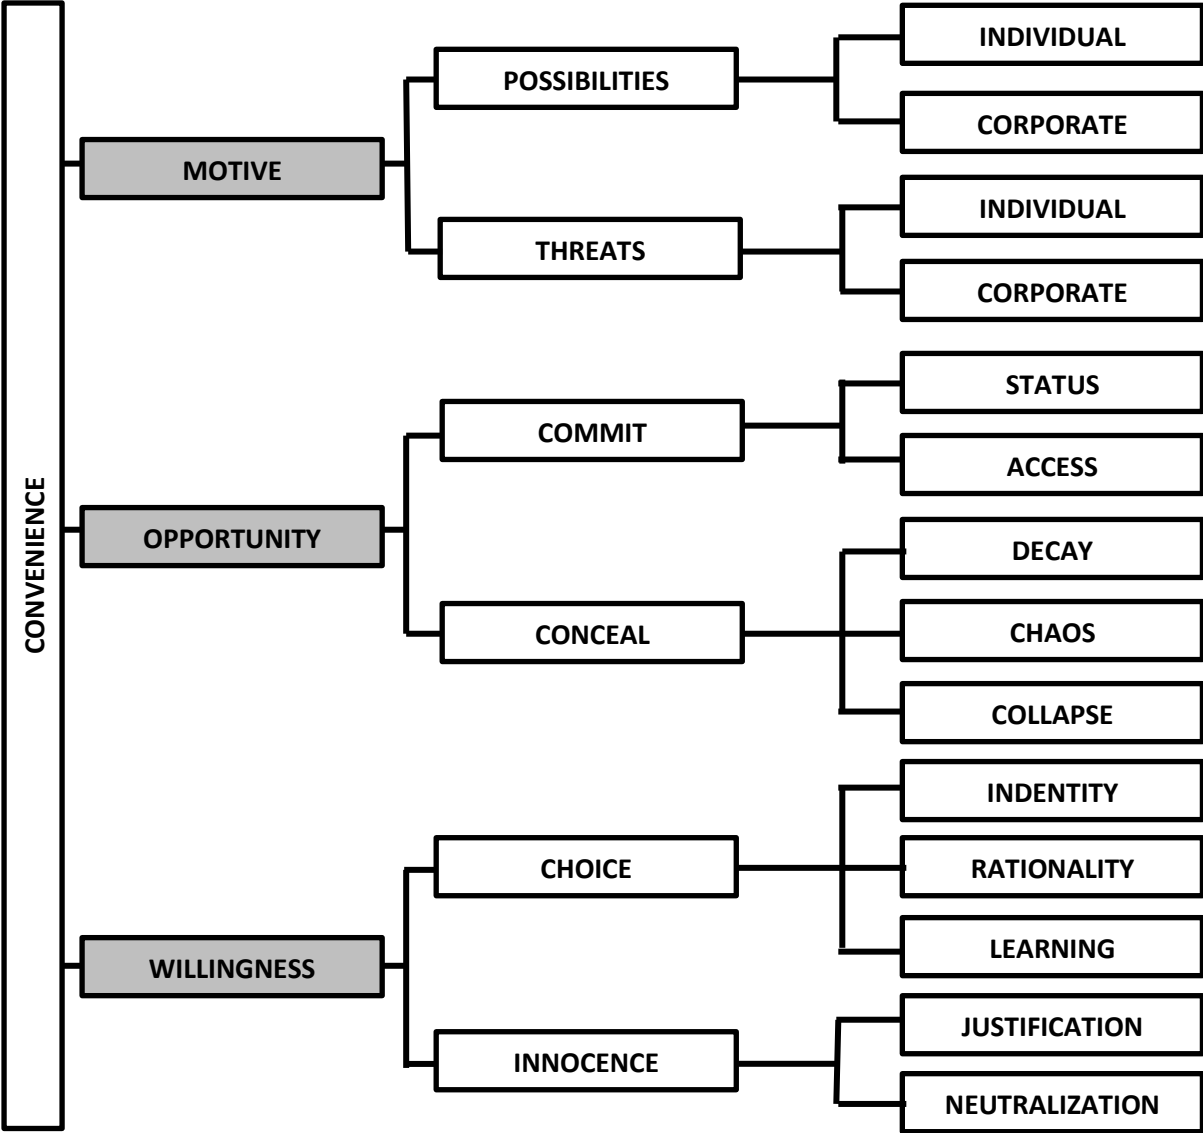 CONVENIENCE
MOTIVE
POSSIBILITIES
INDIVIDUAL
CORPORATE
THREATS
INDIVIDUAL
CORPORATE
OPPORTUNITY
COMMIT
STATUS
ACCESS
CONCEAL
DECAY
CHAOS
COLLAPSE
WILLINGNESS
CHOICE
INDENTITY
RATIONALITY
LEARNING
INNOCENCE
JUSTIFICATION
NEUTRALIZATION